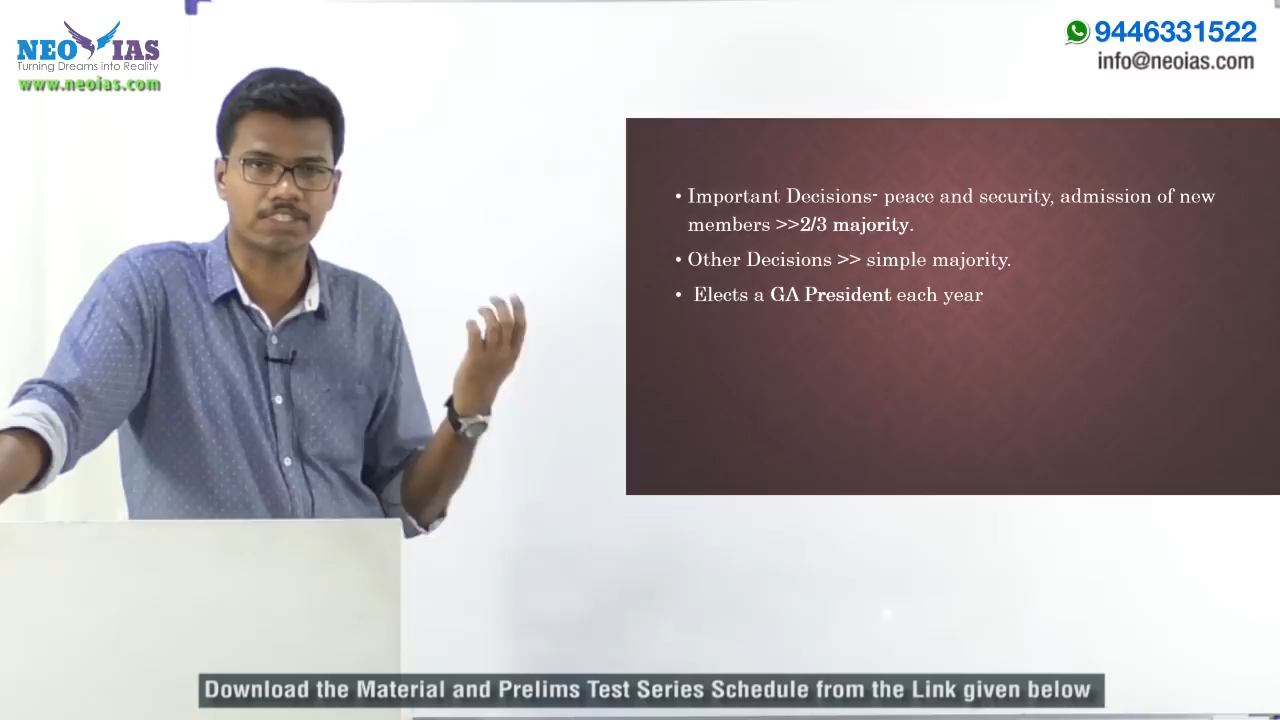 NEO IAS
Turning Dreams into Reality
www.neoias.com
9446331522
info@neoias.com
• Important Decisions- peace and security, admission of new
members >>2/3 majority.
• Other Decisions >> simple majority.
• Elects a GA President each year
Download the Material and Prelims Test Series Schedule from the Link given below